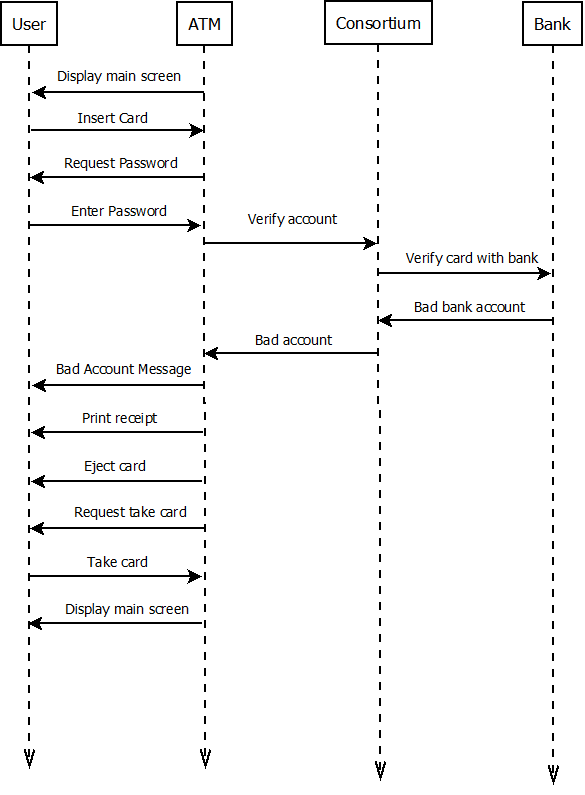 User
ATM
Consortium
Bank
Display main screen
Insert Card
Request Password
Enter Password
Verify account
Verify card with bank
Bad bank account
Bad account
Bad Account Message
Print receipt
Eject card
Request take card
Take card
Display main screen